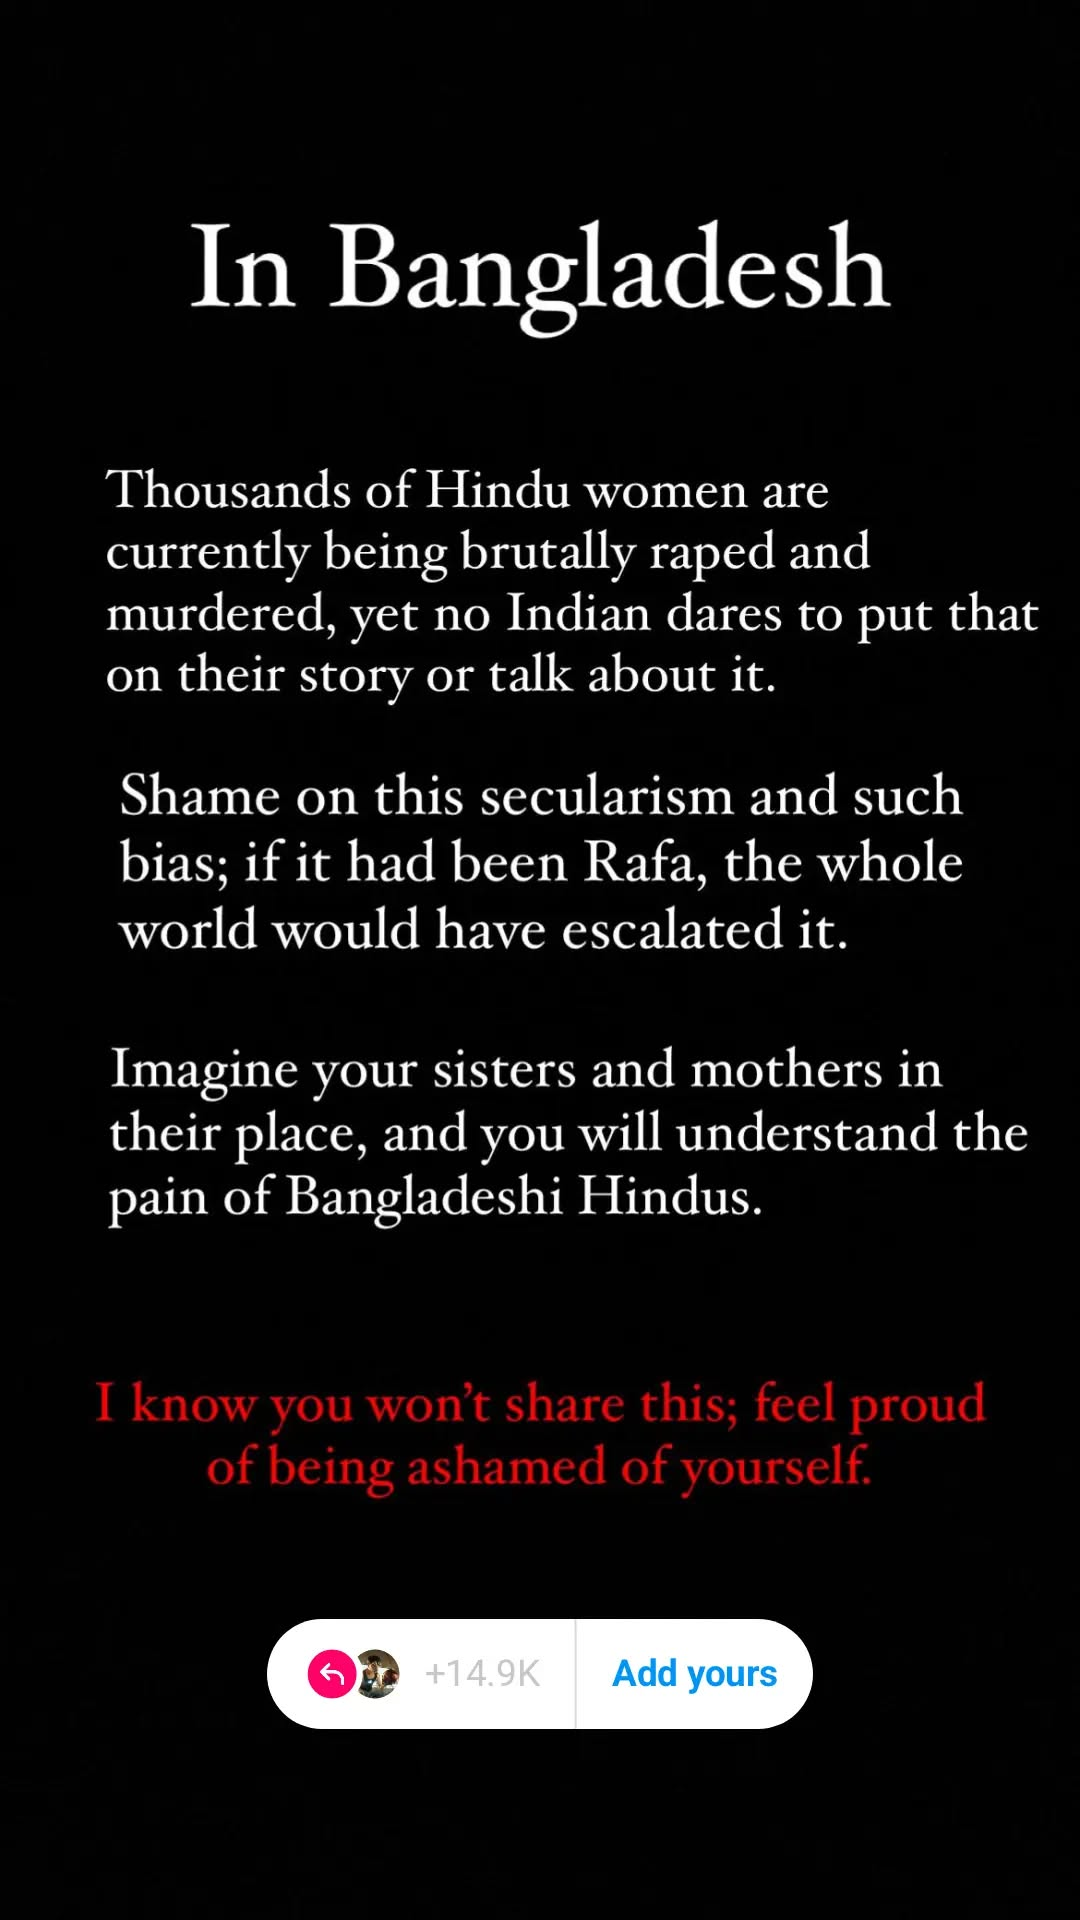 In Bangladesh
Thousands of Hindu women are
currently being brutally raped and
murdered, yet no Indian dares to put that
on their story or talk about it.
Shame on this secularism and such
bias; if it had been Rafa, the whole
world would have escalated it.
Imagine your sisters and mothers in
their place, and you will understand the
pain of Bangladeshi Hindus.
I know you won’t share this; feel proud
of being ashamed of yourself.
+14.9K Add yours